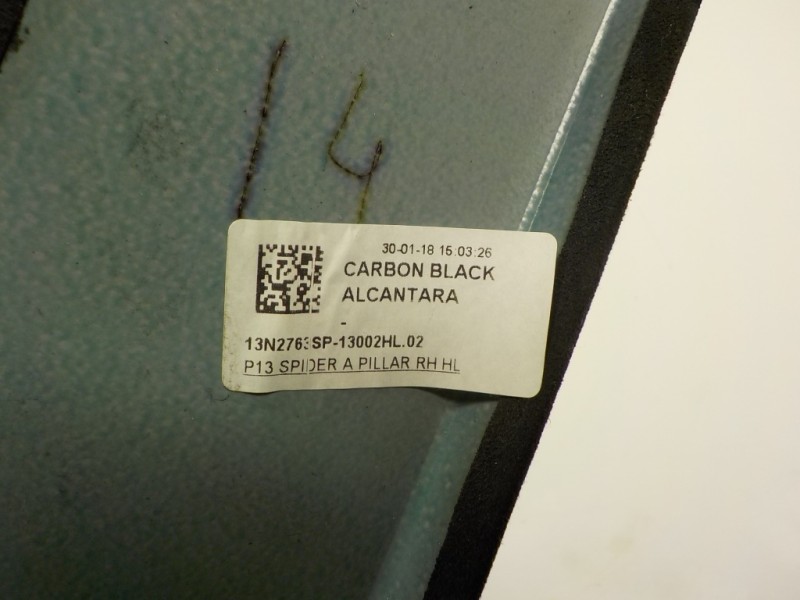 14
30-01-18 15:03:26
CARBON BLACK
ALCANTARA
-
13N2763SP-13002HL.02
P13 SPIDER A PILLAR RH HL